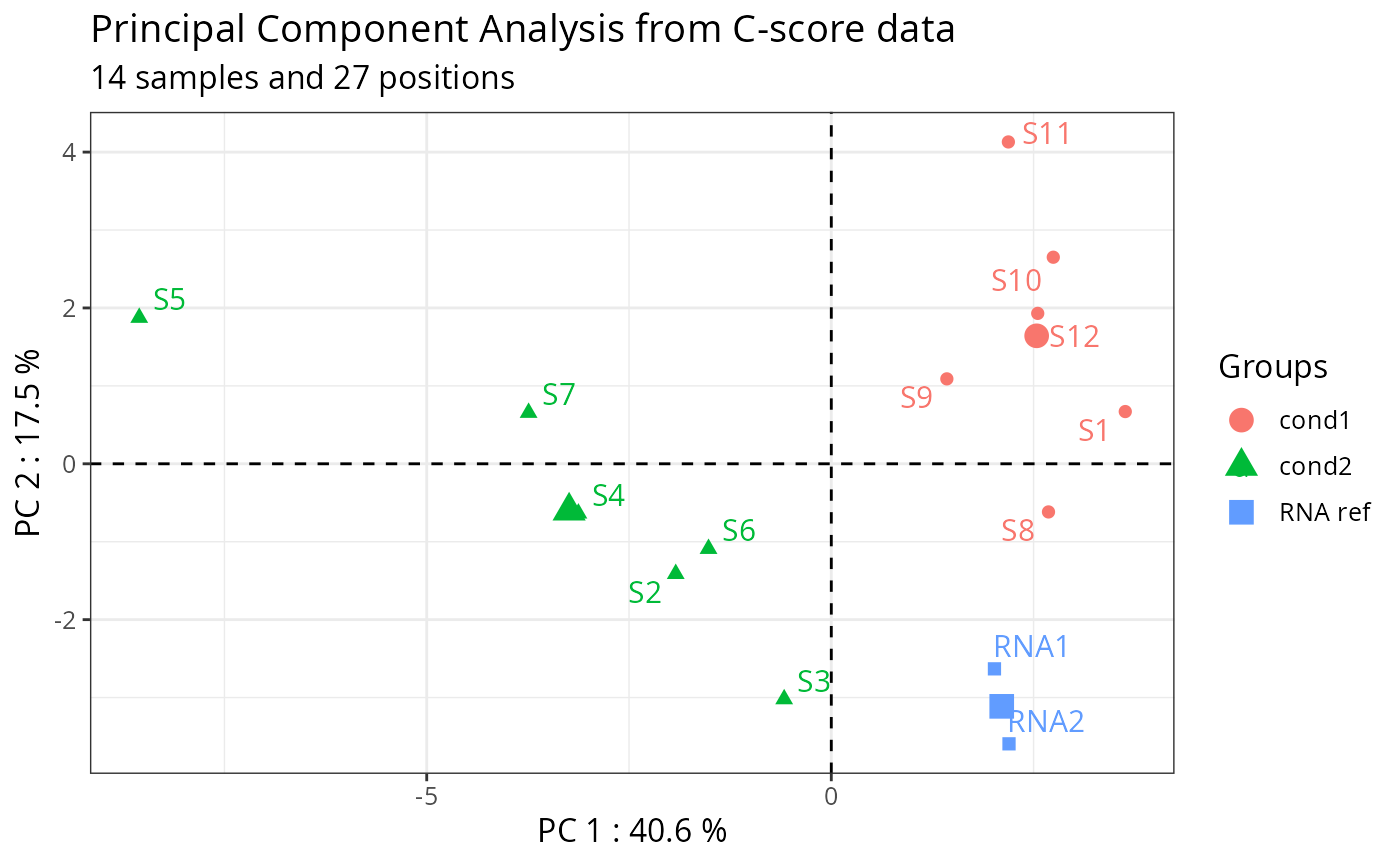 Principal Component Analysis from C-score data
14 samples and 27 positions
4
2
0
-2
PC 2 : 17.5 %
S11
S10
S12
S9
S1
S8
S5
S7
S4
S6
S2
S3
RNA1
RNA2
-5
0
PC 1 : 40.6 %
Groups
cond1
cond2
RNA ref